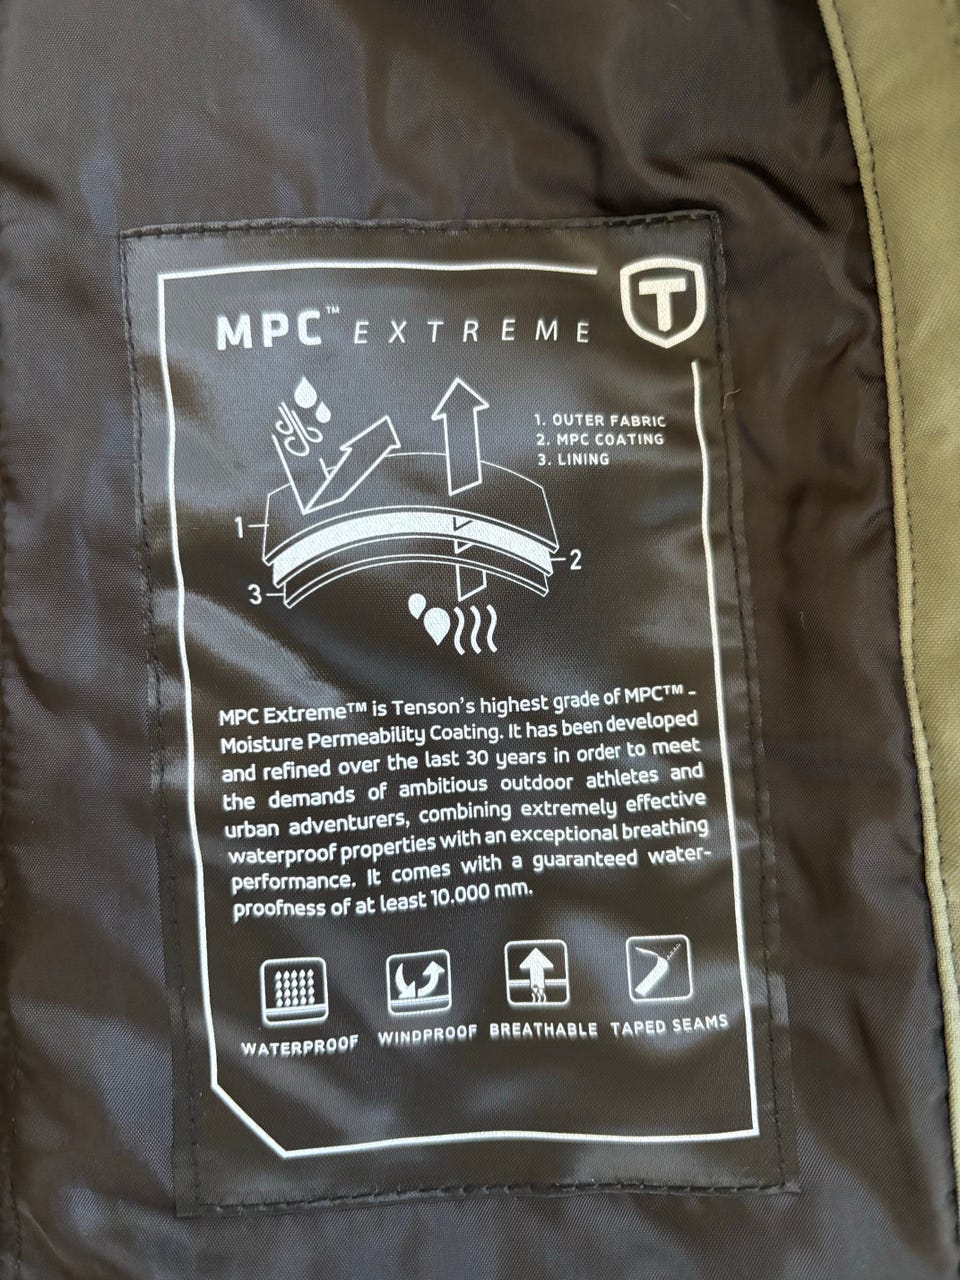 T
MPC™ EXTREME
1. OUTER FABRIC
2. MPC COATING
3. LINING
1
2
3
MPC Extreme™ is Tenson's highest grade of MPC™ -
Moisture Permeability Coating. It has been developed
and refined over the last 30 years in order to meet
the demands of ambitious outdoor athletes and
urban adventurers, combining extremely effective
waterproof properties with an exceptional breathing
performance. It comes with a guaranteed water-
proofness of at least 10.000 mm.
WATERPROOF
WINDPROOF
BREATHABLE
TAPED SEAMS